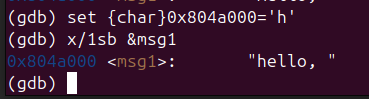 (gdb) set {char}0x804a000='h'
(gdb) x/1sb &msg1
0x804a000 <msg1>:	"hello, "
(gdb)